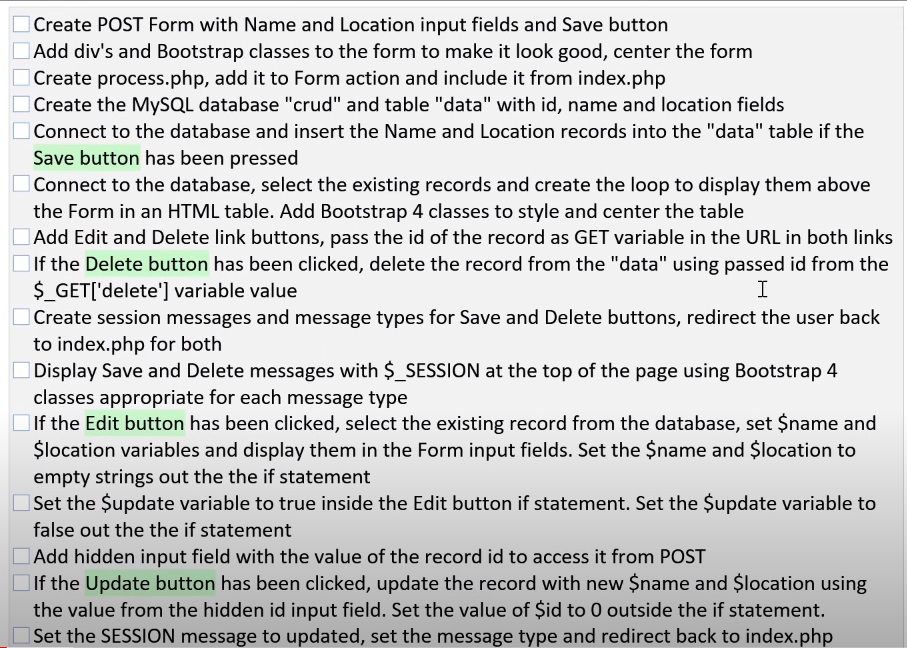 Create POST Form with Name and Location input fields and Save button
Add div's and Bootstrap classes to the form to make it look good, center the form
Create process.php, add it to Form action and include it from index.php
Create the MySQL database "crud" and table "data" with id, name and location fields
Connect to the database and insert the Name and Location records into the "data" table if the
Save button has been pressed
Connect to the database, select the existing records and create the loop to display them above
the Form in an HTML table. Add Bootstrap 4 classes to style and center the table
Add Edit and Delete link buttons, pass the id of the record as GET variable in the URL in both links
If the Delete button has been clicked, delete the record from the "data" using passed id from the
$_GET['delete'] variable value
Create session messages and message types for Save and Delete buttons, redirect the user back
to index.php for both
Display Save and Delete messages with $_SESSION at the top of the page using Bootstrap 4
classes appropriate for each message type
If the Edit button has been clicked, select the existing record from the database, set $name and
$location variables and display them in the Form input fields. Set the $name and $location to
empty strings out the the if statement
Set the $update variable to true inside the Edit button if statement. Set the $update variable to
false out the the if statement
Add hidden input field with the value of the record id to access it from POST
If the Update button has been clicked, update the record with new $name and $location using
the value from the hidden id input field. Set the value of $id to 0 outside the if statement.
Set the SESSION message to updated, set the message type and redirect back to index.php